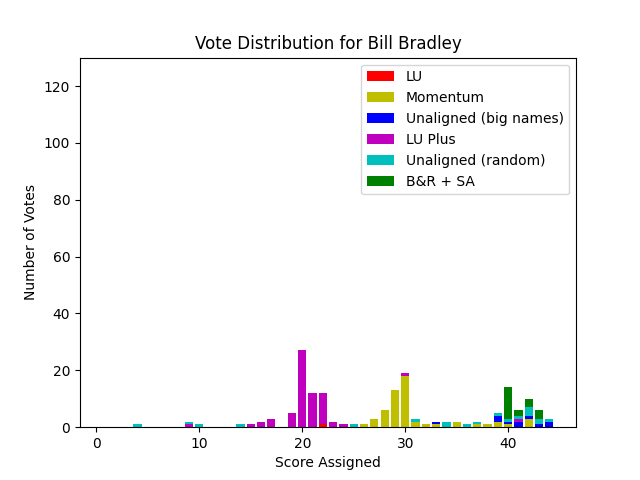 Vote Distribution for Bill Bradley
LU
Momentum
Unaligned (big names)
LU Plus
Unaligned (random)
B&R + SA
Number of Votes
120
100
80
60
40
20
0
0 10 20 30 40
Score Assigned